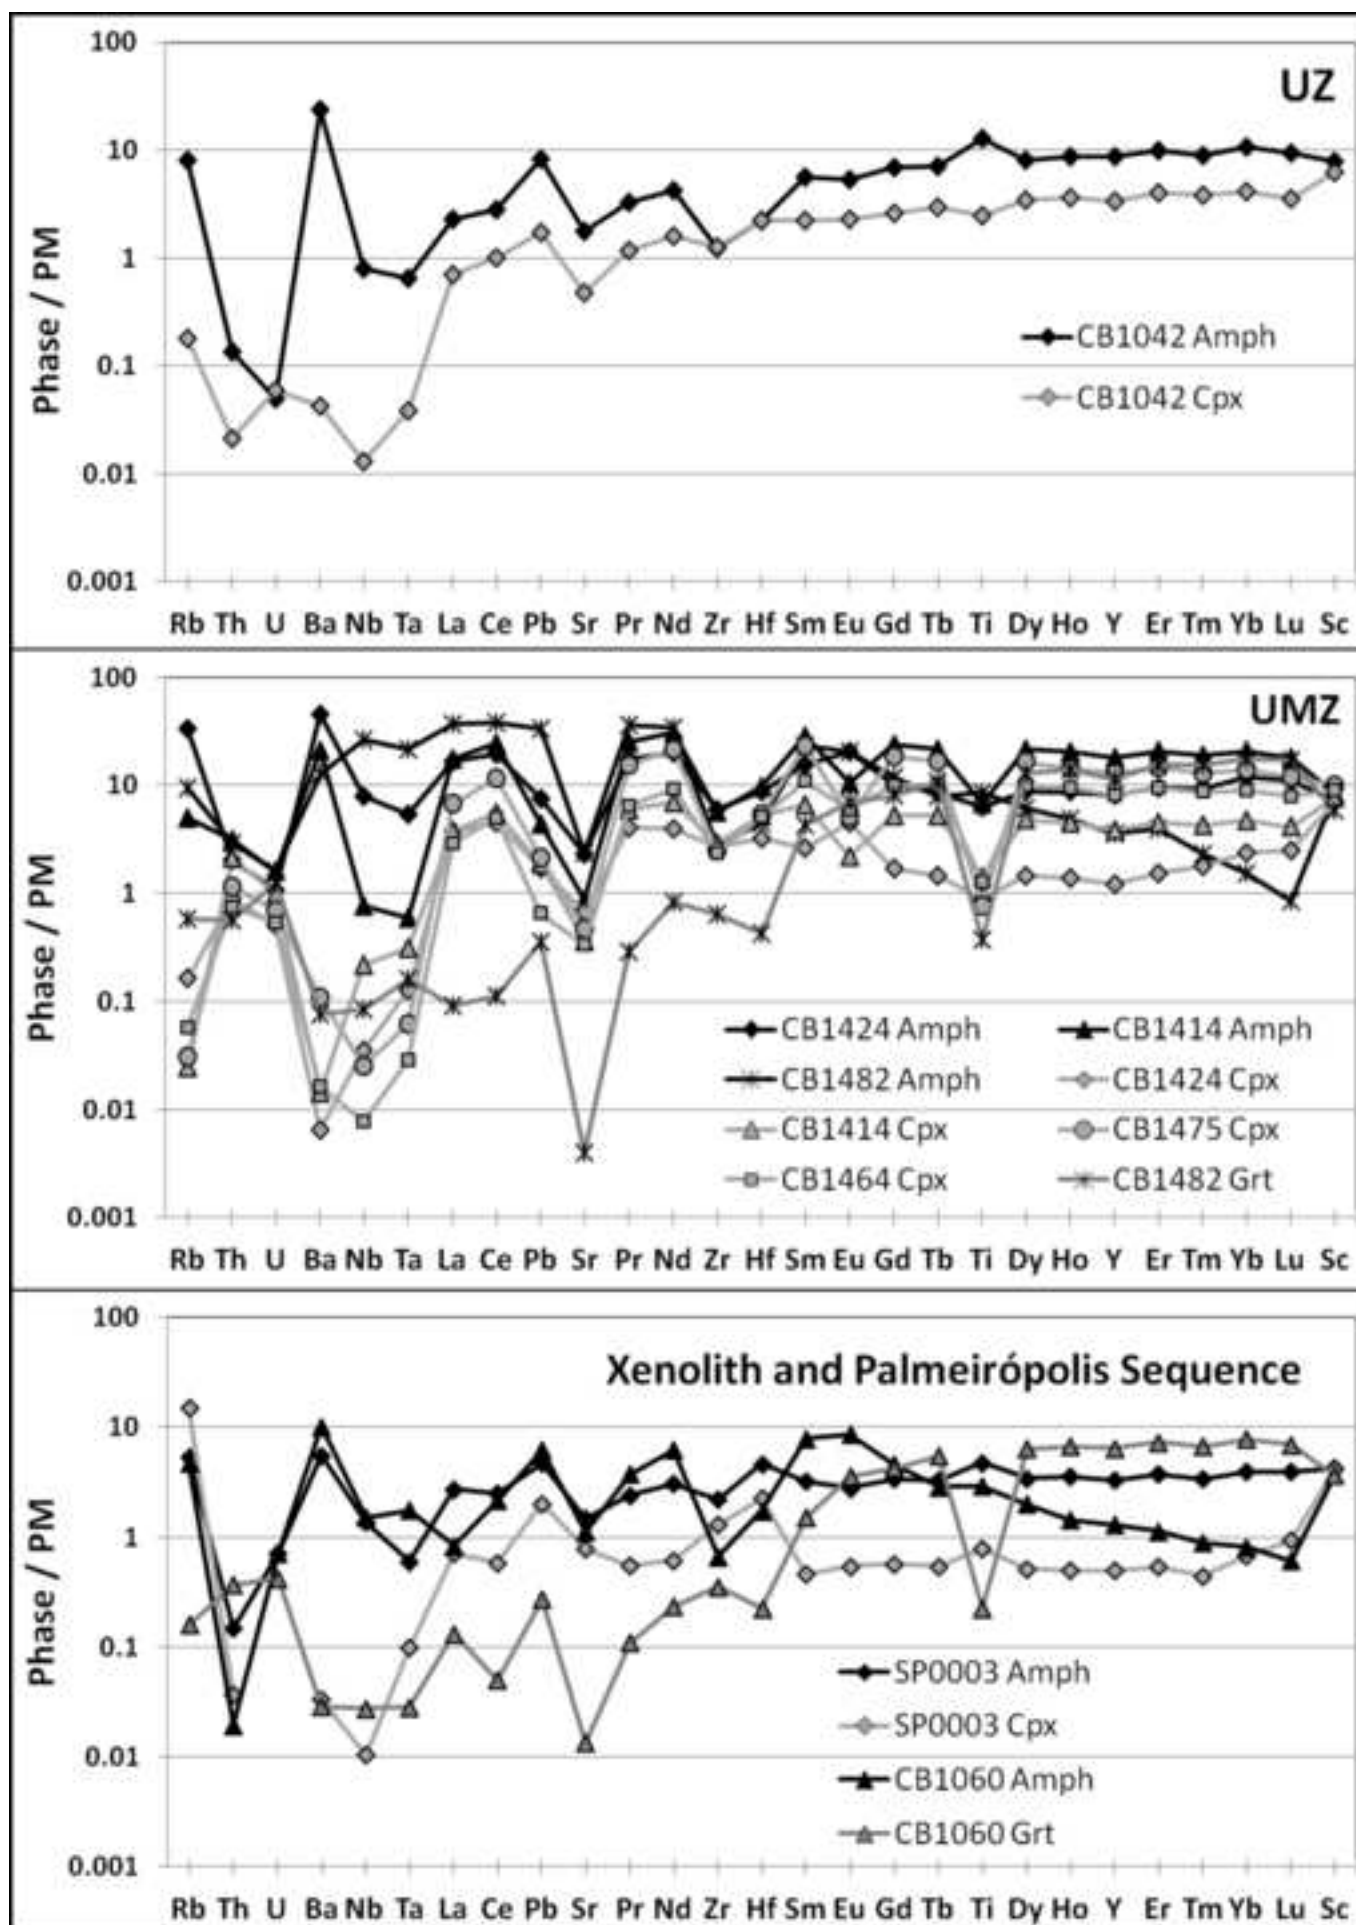 100
UZ
10
1
0.1
0.01
0.001
Phase / PM
CB1042 Amph
CB1042 Cpx
Rb Th U Ba Nb Ta La Ce Pb Sr Pr Nd Zr Hf Sm Eu Gd Tb Ti Dy Ho Y Er Tm Yb Lu Sc
100
UMZ
10
1
0.1
0.01
0.001
Phase / PM
CB1424 Amph CB1414 Amph
CB1482 Amph CB1424 Cpx
CB1414 Cpx CB1475 Cpx
CB1464 Cpx CB1482 Grt
Rb Th U Ba Nb Ta La Ce Pb Sr Pr Nd Zr Hf Sm Eu Gd Tb Ti Dy Ho Y Er Tm Yb Lu Sc
100
Xenolith and Palmeirópolis Sequence
10
1
0.1
0.01
0.001
Phase / PM
SP0003 Amph
SP0003 Cpx
CB1060 Amph
CB1060 Grt
Rb Th U Ba Nb Ta La Ce Pb Sr Pr Nd Zr Hf Sm Eu Gd Tb Ti Dy Ho Y Er Tm Yb Lu Sc